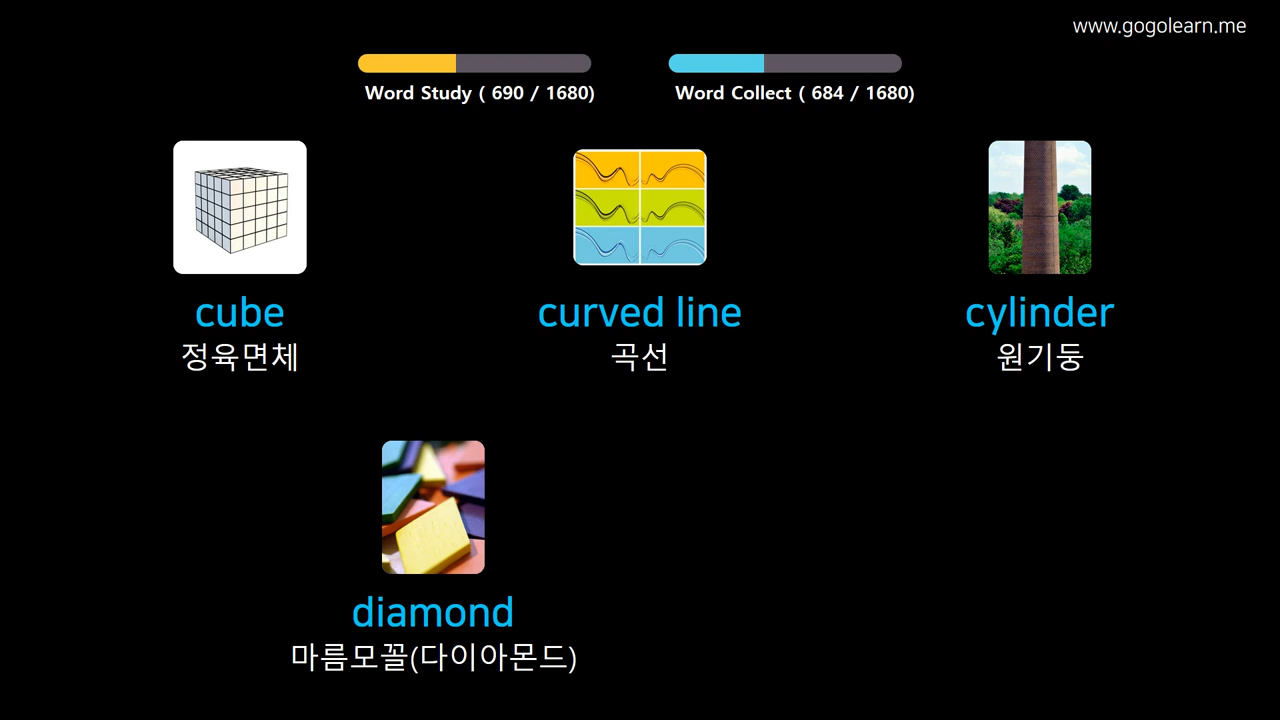 www.gogolearn.me
Word Study ( 690 / 1680)
Word Collect ( 684 / 1680)
cube
정육면체
curved line
곡선
cylinder
원기둥
diamond
마름모꼴(다이아몬드)